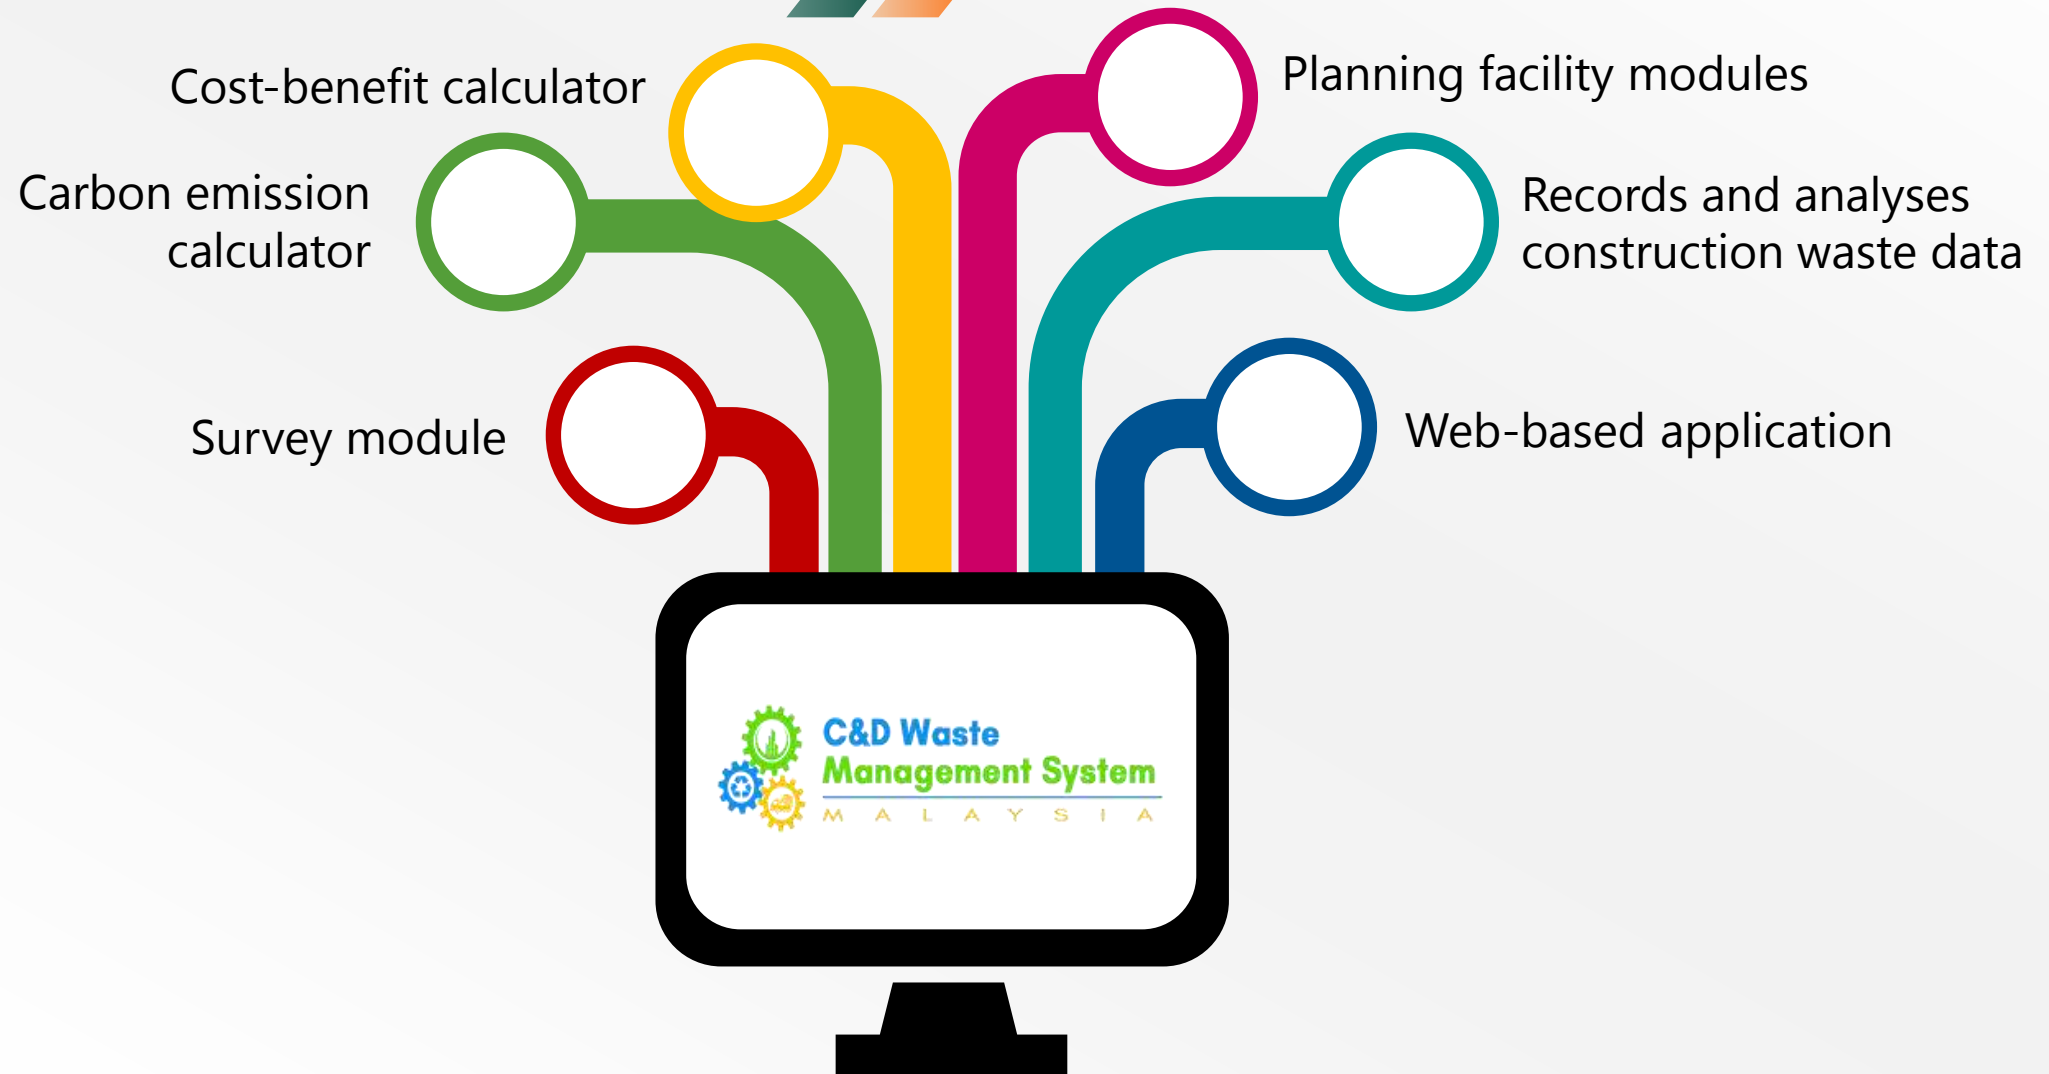 Cost-benefit calculator
Planning facility modules
Carbon emission
calculator
Records and analyses
construction waste data
Survey module
Web-based application
C&D Waste
Management System
MALAYSIA